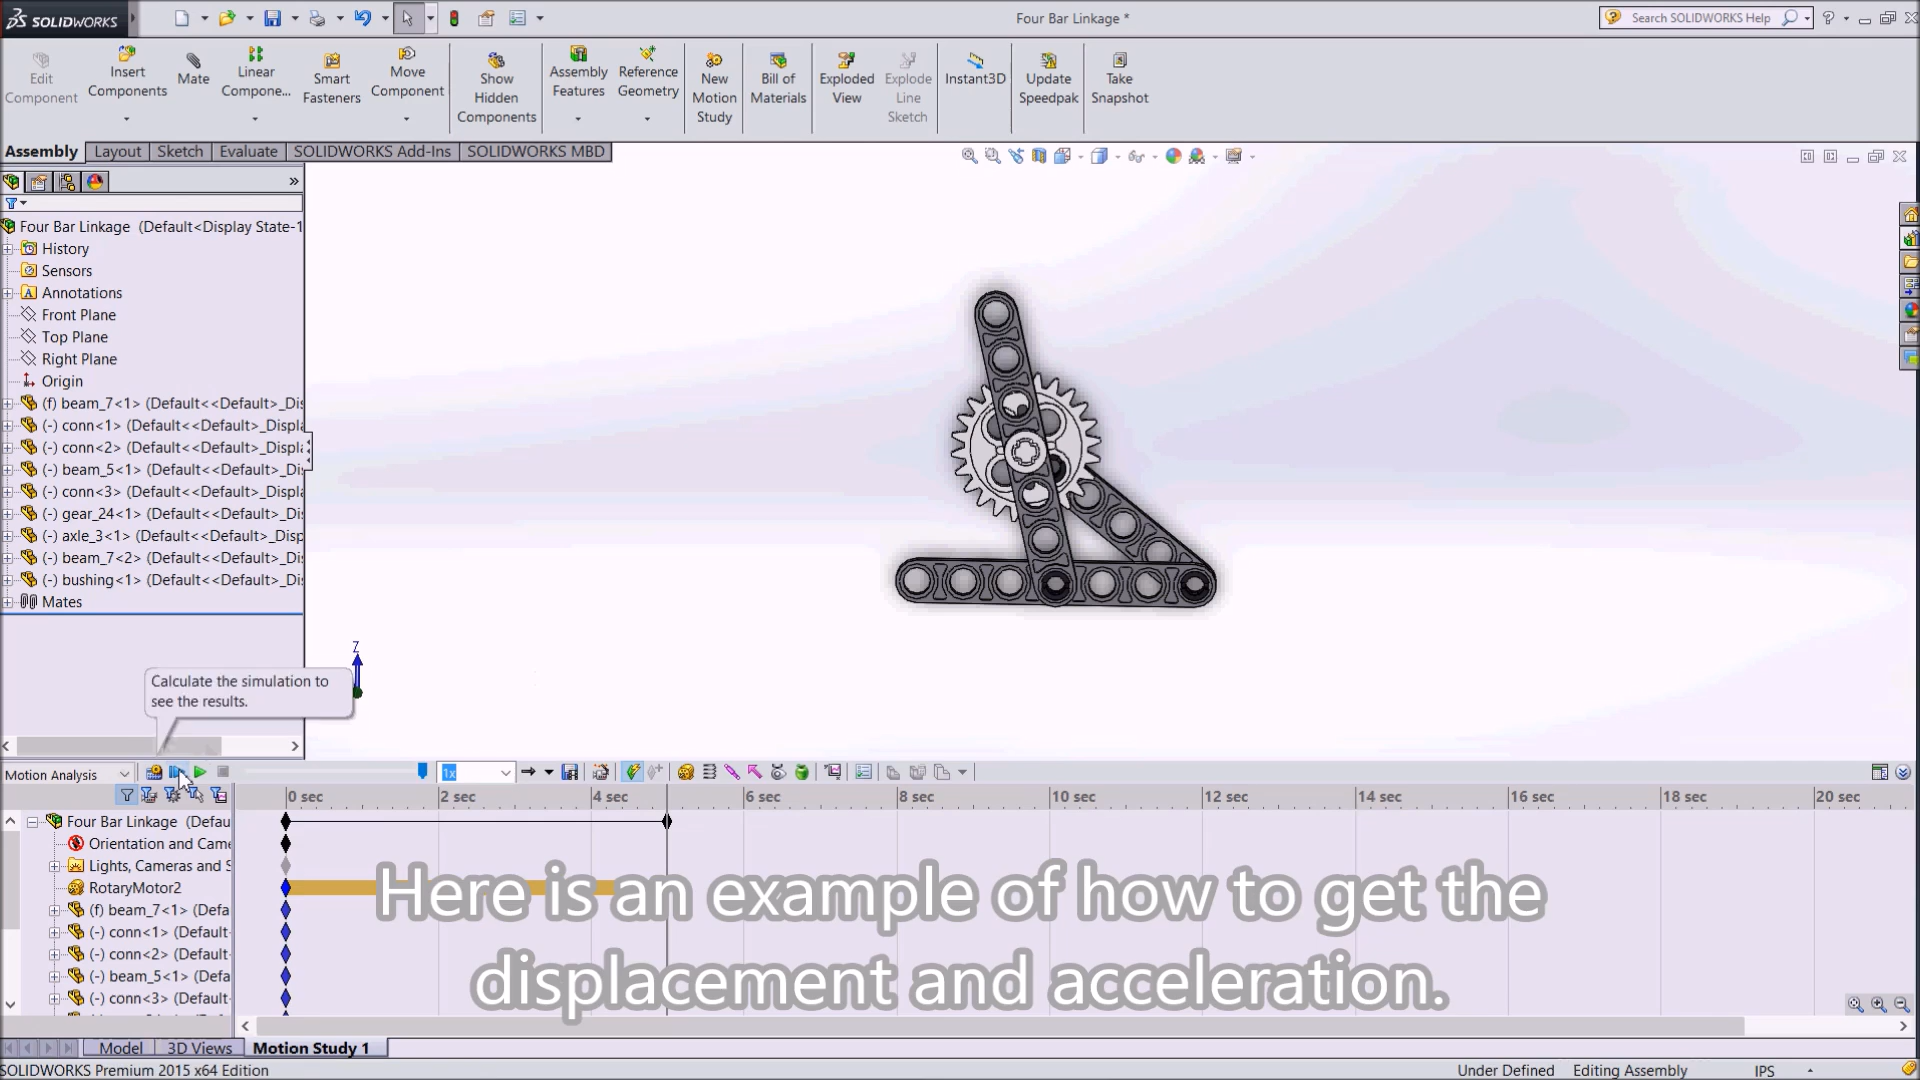 SOLIDWORKS
Four Bar Linkage *
Search SOLIDWORKS Help
Edit Component
Insert Components
Mate
Linear Compone...
Smart Fasteners
Move Component
Show Hidden Components
Assembly Features
Reference Geometry
New Motion Study
Bill of Materials
Exploded View
Explode Line Sketch
Instant3D
Update Speedpak
Take Snapshot
Assembly Layout Sketch Evaluate SOLIDWORKS Add-Ins SOLIDWORKS MBD
Four Bar Linkage (Default<Display State-1
History
Sensors
Annotations
Front Plane
Top Plane
Right Plane
Origin
(f) beam_7<1> (Default<<Default>_Dis
(-) conn<1> (Default<<Default>_Displa
(-) conn<2> (Default<<Default>_Displa
(-) beam_5<1> (Default<<Default>_Dis
(-) conn<3> (Default<<Default>_Displa
(-) gear_24<1> (Default<<Default>_Dis
(-) axle_3<1> (Default<<Default>_Disp
(-) beam_7<2> (Default<<Default>_Dis
(-) bushing<1> (Default<<Default>_Dis
Mates
Z
Calculate the simulation to
see the results.
Motion Analysis
1x
0 sec 2 sec 4 sec 6 sec 8 sec 10 sec 12 sec 14 sec 16 sec 18 sec 20 sec
Four Bar Linkage (Defau
Orientation and Came
Lights, Cameras and S
RotaryMotor2
(f) beam_7<1> (Defa
(-) conn<1> (Default
(-) conn<2> (Default
(-) beam_5<1> (Defa
(-) conn<3> (Default
Here is an example of how to get the
displacement and acceleration.
Model 3D Views Motion Study 1
SOLIDWORKS Premium 2015 x64 Edition
Under Defined Editing Assembly IPS